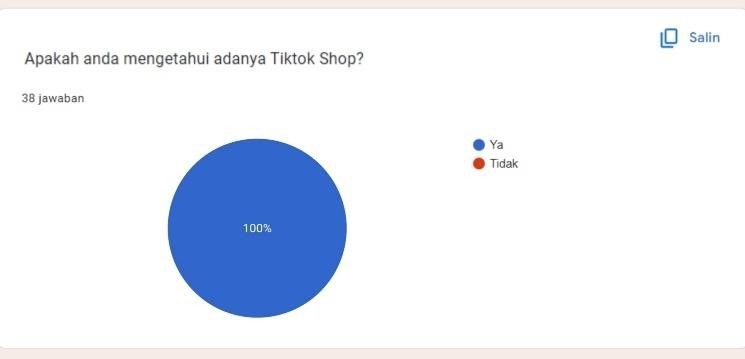 Salin
Apakah anda mengetahui adanya Tiktok Shop?
38 jawaban
Ya
Tidak
100%